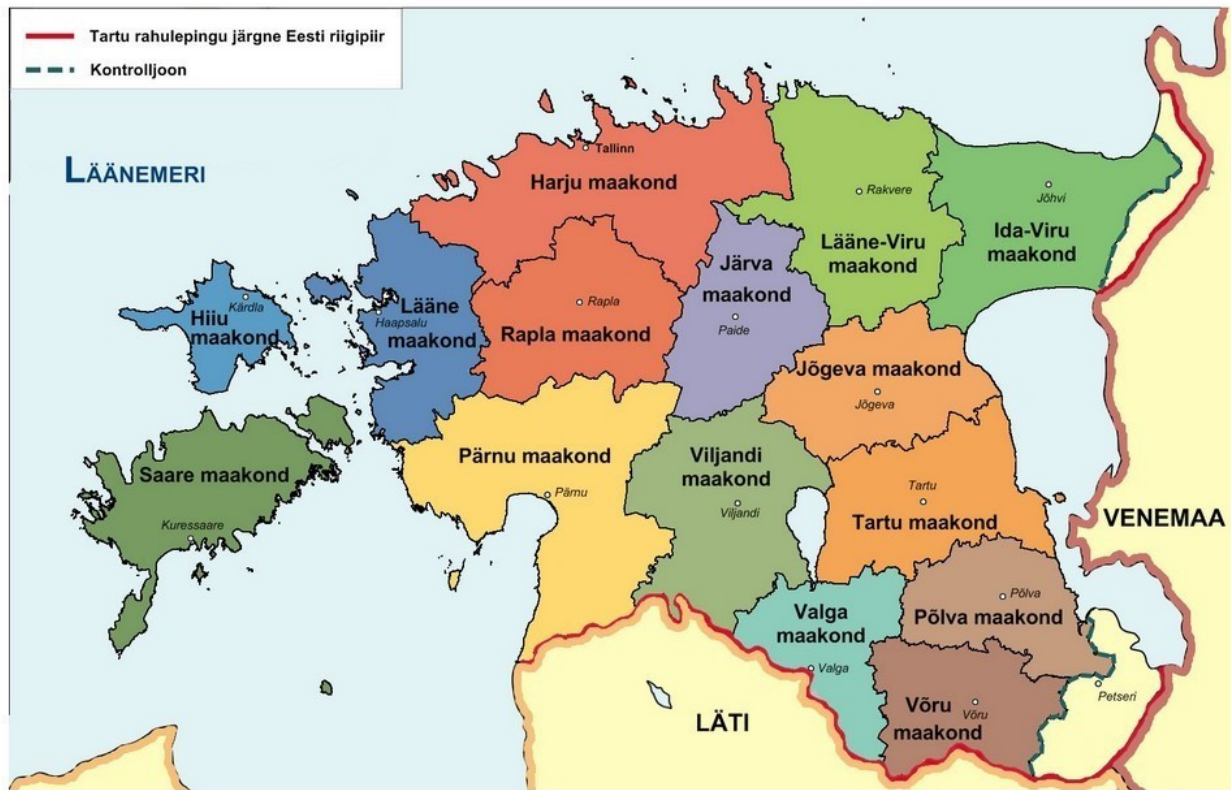 Tartu rahulepingu järgne Eesti riigipiir
Kontrolljoon
LÄÄNEMERI
Tallinn
Harju maakond
Rakvere
Lääne-Viru
maakond
Jõhvi
Ida-Viru
maakond
Järva
maakond
Paide
Kärdla
Hiiu
maakond
Lääne
Haapsalu
maakond
Rapla
Rapla maakond
Jõgeva maakond
Jõgeva
Saare maakond
Kuressaare
Pärnu maakond
Pärnu
Viljandi
maakond
Viljandi
Tartu
Tartu maakond
VENEMAA
Valga
maakond
Valga
Põlva
Põlva maakond
Petseri
Võru
Võru
maakond
LÄTI